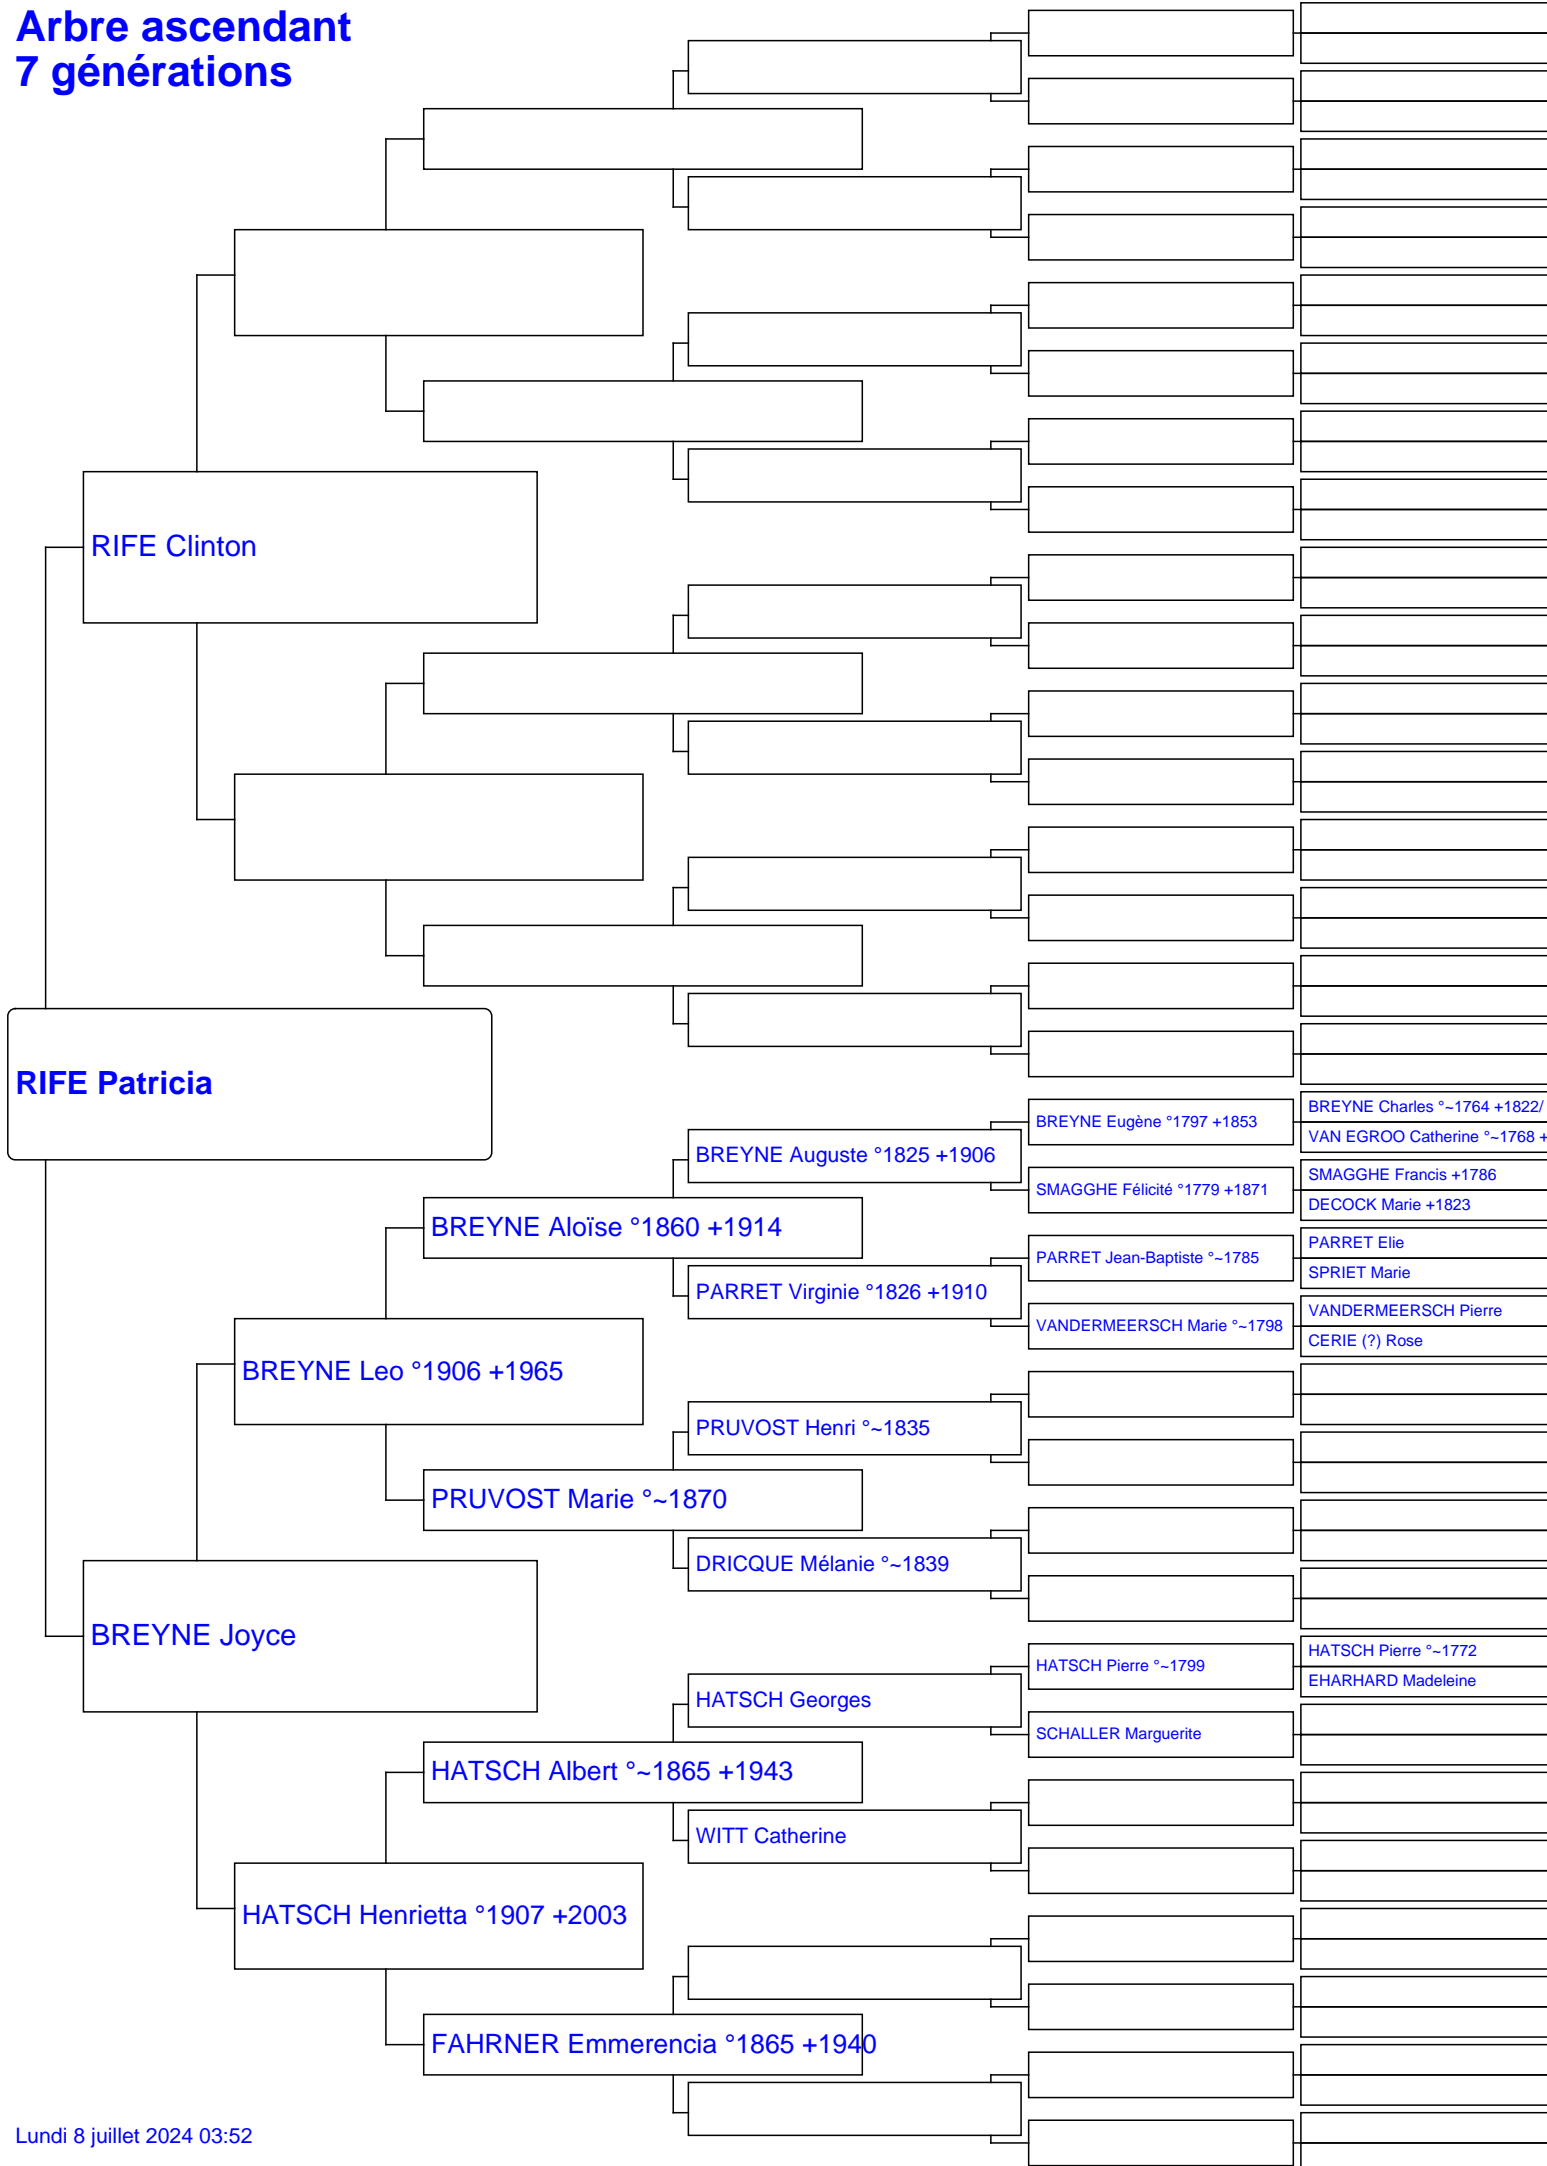 Arbre ascendant
7 générations
RIFE Clinton
RIFE Patricia
BREYNE Eugène °1797 +1853
BREYNE Charles °~1764 +1822/
VAN EGROO Catherine °~1768 +
BREYNE Auguste °1825 +1906
SMAGGHE Félicité °1779 +1871
SMAGGHE Francis +1786
DECOCK Marie +1823
BREYNE Aloïse °1860 +1914
PARRET Jean-Baptiste °~1785
PARRET Elie
SPRIET Marie
PARRET Virginie °1826 +1910
VANDERMEERSCH Marie °~1798
VANDERMEERSCH Pierre
CERIE (?) Rose
BREYNE Leo °1906 +1965
PRUVOST Henri °~1835
PRUVOST Marie °~1870
DRICQUE Mélanie °~1839
BREYNE Joyce
HATSCH Pierre °~1799
HATSCH Pierre °~1772
EHARHARD Madeleine
HATSCH Georges
SCHALLER Marguerite
HATSCH Albert °~1865 +1943
WITT Catherine
HATSCH Henrietta °1907 +2003
FAHRNER Emmerencia °1865 +1940
Lundi 8 juillet 2024 03:52